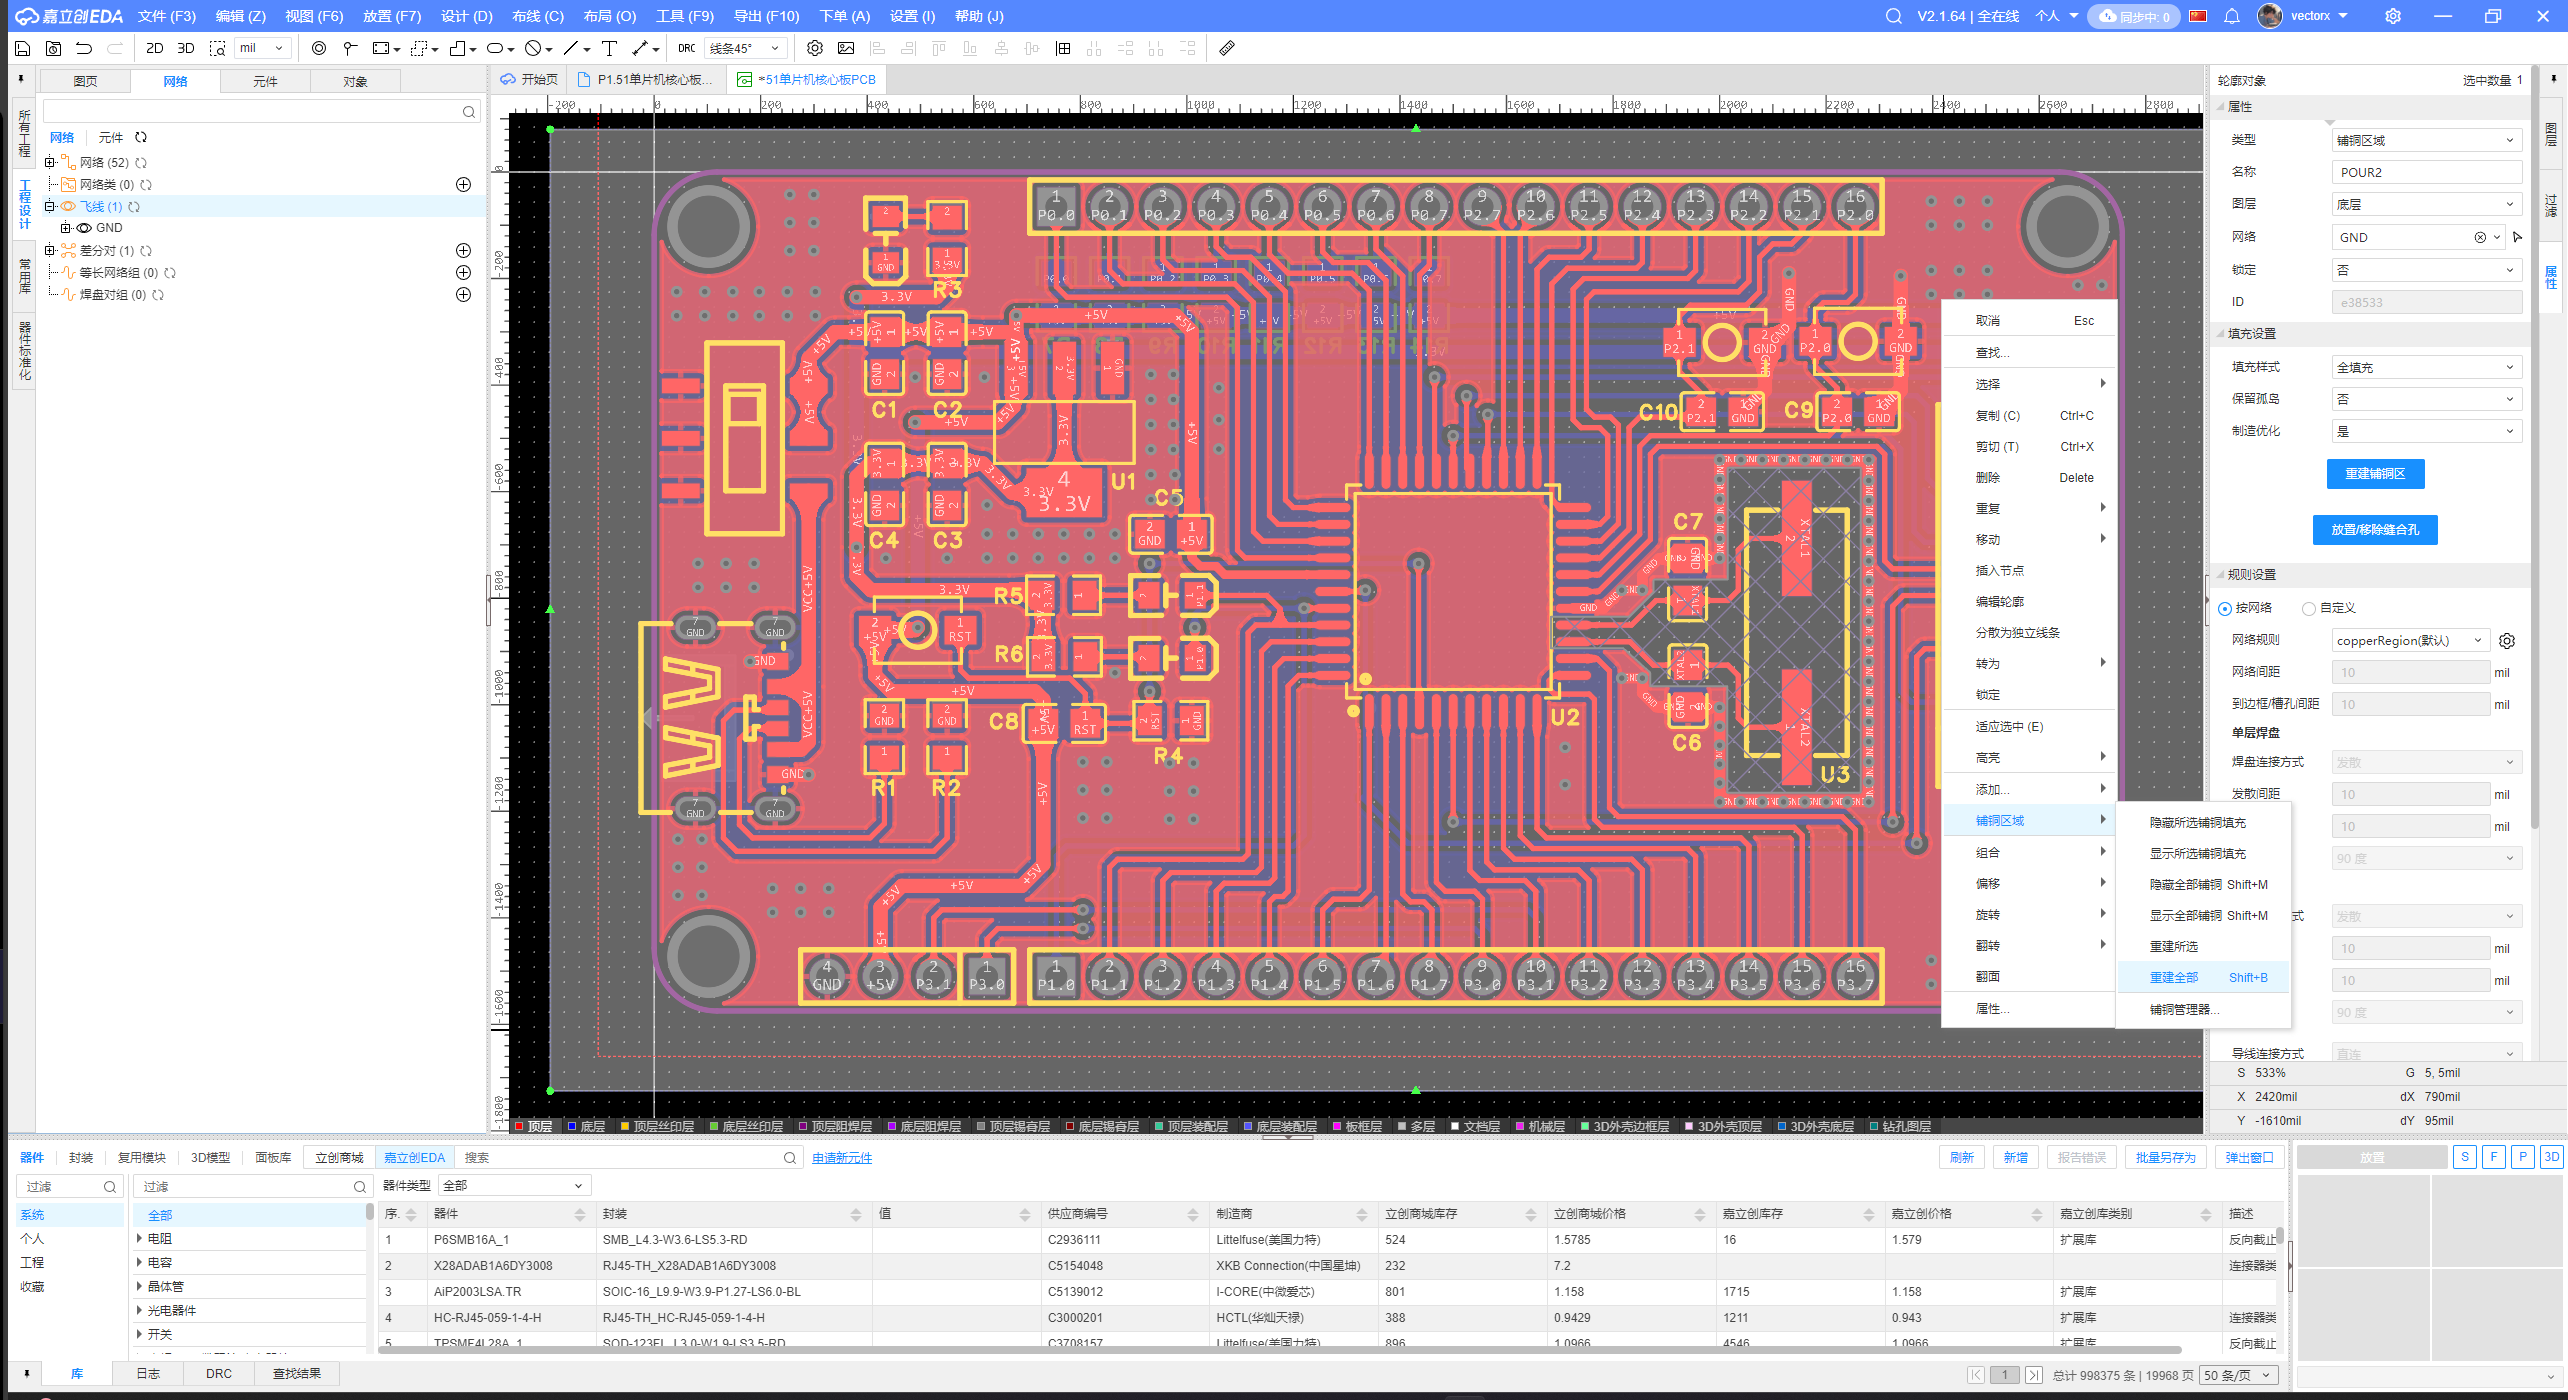 嘉立创EDA 文件 (F3) 编辑 (Z) 视图 (F6) 放置 (F7) 设计 (D) 布线 (C) 布局 (O) 工具 (F9) 导出 (F10) 下单 (A) 设置 (I) 帮助 (J) V2.1.64 | 全在线 个人 同步中: 0 vectorx
2D 3D mil DRC 线条45°
图页 网络 元件 对象
开始页 P1.51单片机核心板... *51单片机核心板PCB
所有工程
工程设计
常用库
器件标准化
网络 元件
网络 (52)
网络类 (0)
飞线 (1)
GND
差分对 (1)
等长网络组 (0)
焊盘对组 (0)
-200 0 200 400 600 800 1000 1200 1400 1600 1800 2000 2200 2400 2600 2800
0
-200
-400
-600
-800
-1000
-1200
-1400
-1600
-1800
1 2 3 4 5 6 7 8 9 10 11 12 13 14 15 16
P0.0 P0.1 P0.2 P0.3 P0.4 P0.5 P0.6 P0.7 P2.7 P2.6 P2.5 P2.4 P2.3 P2.2 P2.1 P2.0
R3
C1 C2
C10 C9
U1
C4 C3 C5
C7
R5
R6
C8 R4
U2
C6
U3
R1 R2
4 3 2 1
GND +5V P3.1 P3.0
1 2 3 4 5 6 7 8 9 10 11 12 13 14 15 16
P1.0 P1.1 P1.2 P1.3 P1.4 P1.5 P1.6 P1.7 P3.0 P3.1 P3.2 P3.3 P3.4 P3.5 P3.6 P3.7
取消 Esc
查找...
选择
复制 (C) Ctrl+C
剪切 (T) Ctrl+X
删除 Delete
重复
移动
插入节点
编辑轮廓
分散为独立线条
转为
锁定
适应选中 (E)
高亮
添加...
铺铜区域
组合
偏移
旋转
翻转
翻面
属性...
隐藏所选铺铜填充
显示所选铺铜填充
隐藏全部铺铜 Shift+M
显示全部铺铜 Shift+M
重建所选
重建全部 Shift+B
铺铜管理器...
轮廓对象 选中数量 1
属性
类型 铺铜区域
名称 POUR2
图层 底层
网络 GND
锁定 否
ID e38533
填充设置
填充样式 全填充
保留孤岛 否
制造优化 是
重建铺铜区
放置/移除缝合孔
规则设置
按网络 自定义
网络规则 copperRegion(默认)
网络间距 10 mil
到边框/槽孔间距 10 mil
单层焊盘
焊盘连接方式 发散
发散间距 10 mil
10 mil
90 度
式 发散
10 mil
10 mil
90 度
导线连接方式 直连
S 533% G 5, 5mil
X 2420mil dX 790mil
Y -1610mil dY 95mil
图层
过滤
属性
顶层 底层 顶层丝印层 底层丝印层 顶层阻焊层 底层阻焊层 顶层锡膏层 底层锡膏层 顶层装配层 底层装配层 板框层 多层 文档层 机械层 3D外壳边框层 3D外壳顶层 3D外壳底层 钻孔图层
器件 封装 复用模块 3D模型 面板库 立创商城 嘉立创EDA 搜索 申请新元件 刷新 新增 报告错误 批量另存为 弹出窗口 放置 S F P 3D
过滤 过滤 器件类型 全部
系统
个人
工程
收藏
全部
电阻
电容
晶体管
光电器件
开关
序. 器件 封装 值 供应商编号 制造商 立创商城库存 立创商城价格 嘉立创库存 嘉立创价格 嘉立创库类别 描述
1 P6SMB16A_1 SMB_L4.3-W3.6-LS5.3-RD C2936111 Littelfuse(美国力特) 524 1.5785 16 1.579 扩展库 反向截止
2 X28ADAB1A6DY3008 RJ45-TH_X28ADAB1A6DY3008 C5154048 XKB Connection(中国星坤) 232 7.2 连接器类
3 AiP2003LSA.TR SOIC-16_L9.9-W3.9-P1.27-LS6.0-BL C5139012 I-CORE(中微爱芯) 801 1.158 1715 1.158 扩展库
4 HC-RJ45-059-1-4-H RJ45-TH_HC-RJ45-059-1-4-H C3000201 HCTL(华灿天禄) 388 0.9429 1211 0.943 扩展库 连接器类
5 TPSMF4L28A_1 SOD-123FL_L3.0-W1.9-LS3.5-RD C3708157 Littelfuse(美国力特) 896 1.0966 4546 1.0966 扩展库 反向截止
库 日志 DRC 查找结果
1 总计 998375 条 | 19968 页 50 条/页